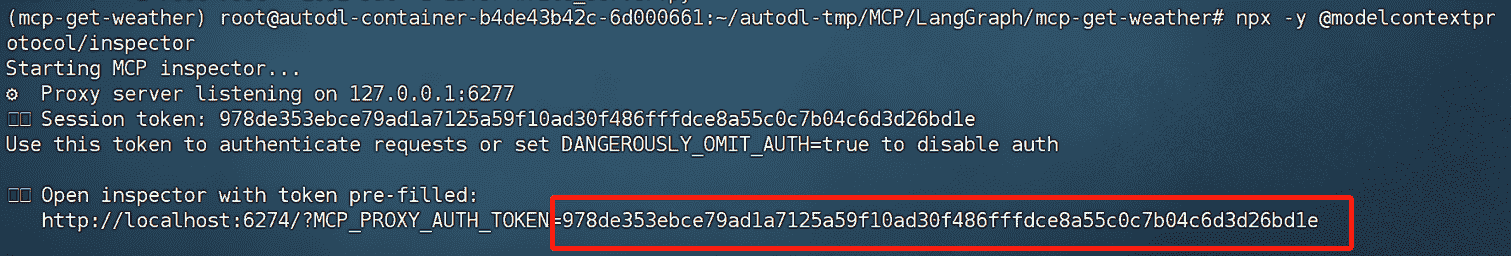 (mcp-get-weather) root@autodl-container-b4de43b42c-6d000661:~/autodl-tmp/MCP/LangGraph/mcp-get-weather# npx -y @modelcontextpr
otocol/inspector
Starting MCP inspector...
⚙ Proxy server listening on 127.0.0.1:6277
Session token: 978de353ebce79ad1a7125a59f10ad30f486fffdce8a55c0c7b04c6d3d26bd1e
Use this token to authenticate requests or set DANGEROUSLY_OMIT_AUTH=true to disable auth
Open inspector with token pre-filled:
http://localhost:6274/?MCP_PROXY_AUTH_TOKEN=978de353ebce79ad1a7125a59f10ad30f486fffdce8a55c0c7b04c6d3d26bd1e